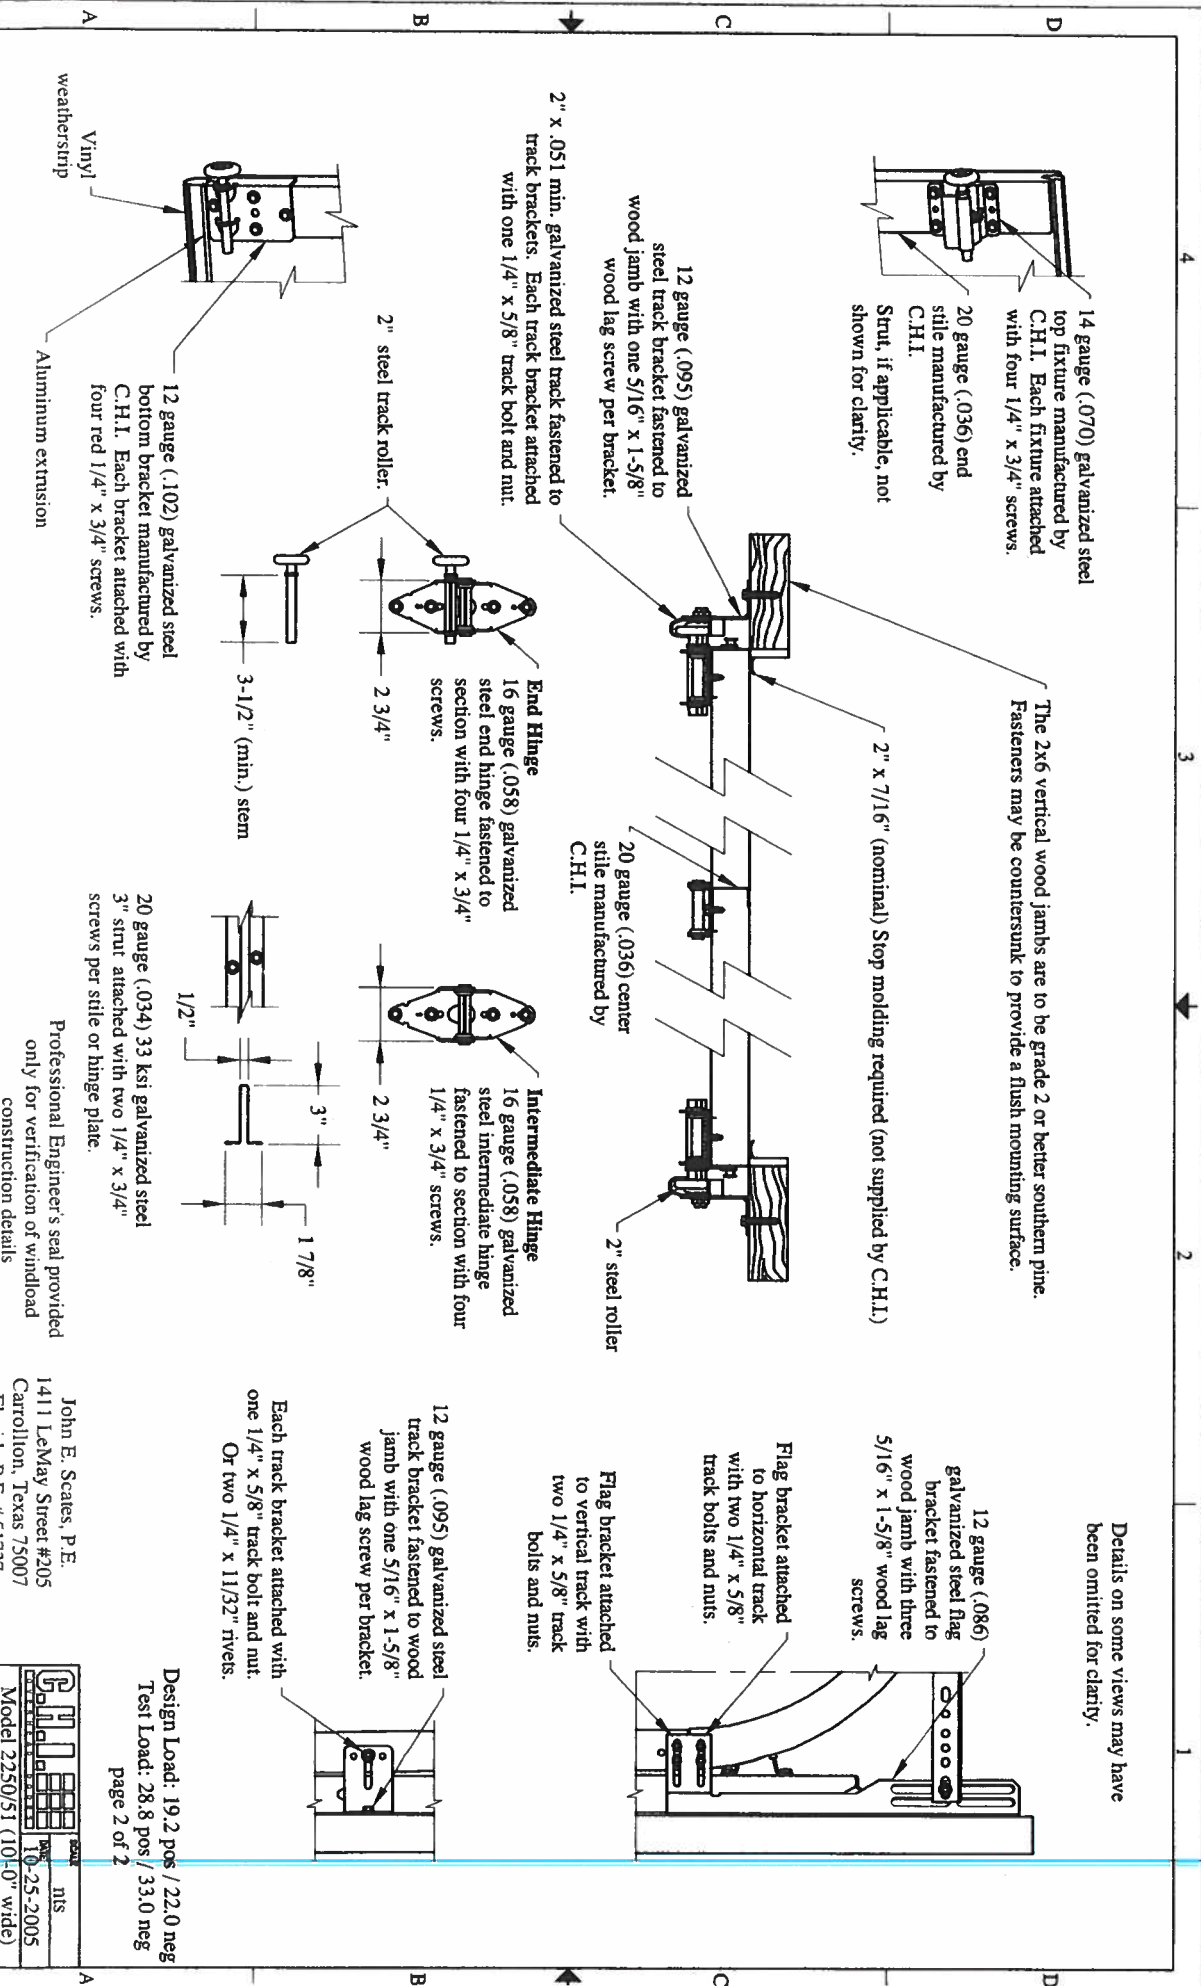 4
3
2
1
D
C
B
A
D
C
B
A
14 gauge (.070) galvanized steel
top fixture manufactured by
C.H.I. Each fixture attached
with four 1/4" x 3/4" screws.
20 gauge (.036) end
stile manufactured by
C.H.I.
Strut, if applicable, not
shown for clarity.
The 2x6 vertical wood jambs are to be grade 2 or better southern pine.
Fasteners may be countersunk to provide a flush mounting surface.
2" x 7/16" (nominal) Stop molding required (not supplied by C.H.I.)
Details on some views may have
been omitted for clarity.
12 gauge (.086)
galvanized steel flag
bracket fastened to
wood jamb with three
5/16" x 1-5/8" wood lag
screws.
Flag bracket attached
to horizontal track
with two 1/4" x 5/8"
track bolts and nuts.
Flag bracket attached
to vertical track with
two 1/4" x 5/8" track
bolts and nuts.
12 gauge (.095) galvanized
steel track bracket fastened to
wood jamb with one 5/16" x 1-5/8"
wood lag screw per bracket.
2" x .051 min. galvanized steel track fastened to
track brackets. Each track bracket attached
with one 1/4" x 5/8" track bolt and nut.
20 gauge (.036) center
stile manufactured by
C.H.I.
2" steel roller
End Hinge
16 gauge (.058) galvanized
steel end hinge fastened to
section with four 1/4" x 3/4"
screws.
2 3/4"
Intermediate Hinge
16 gauge (.058) galvanized
steel intermediate hinge
fastened to section with four
1/4" x 3/4" screws.
2 3/4"
2" steel track roller.
3-1/2" (min.) stem
12 gauge (.095) galvanized steel
track bracket fastened to wood
jamb with one 5/16" x 1-5/8"
wood lag screw per bracket.
Each track bracket attached with
one 1/4" x 5/8" track bolt and nut.
Or two 1/4" x 11/32" rivets.
Vinyl
weatherstrip
Aluminum extrusion
12 gauge (.102) galvanized steel
bottom bracket manufactured by
C.H.I. Each bracket attached with
four red 1/4" x 3/4" screws.
3"
1/2"
1 7/8"
20 gauge (.034) 33 ksi galvanized steel
3" strut attached with two 1/4" x 3/4"
screws per stile or hinge plate.
Professional Engineer's seal provided
only for verification of windload
construction details
John E. Scates, P.E.
1411 LeMay Street #205
Carrollton, Texas 75007
Design Load: 19.2 pos / 22.0 neg
Test Load: 28.8 pos / 33.0 neg
page 2 of 2
C.H.I.
OVERHEAD DOORS
SCALE nts
DATE 10-25-2005
Model 2250/51 (10'-0" wide)